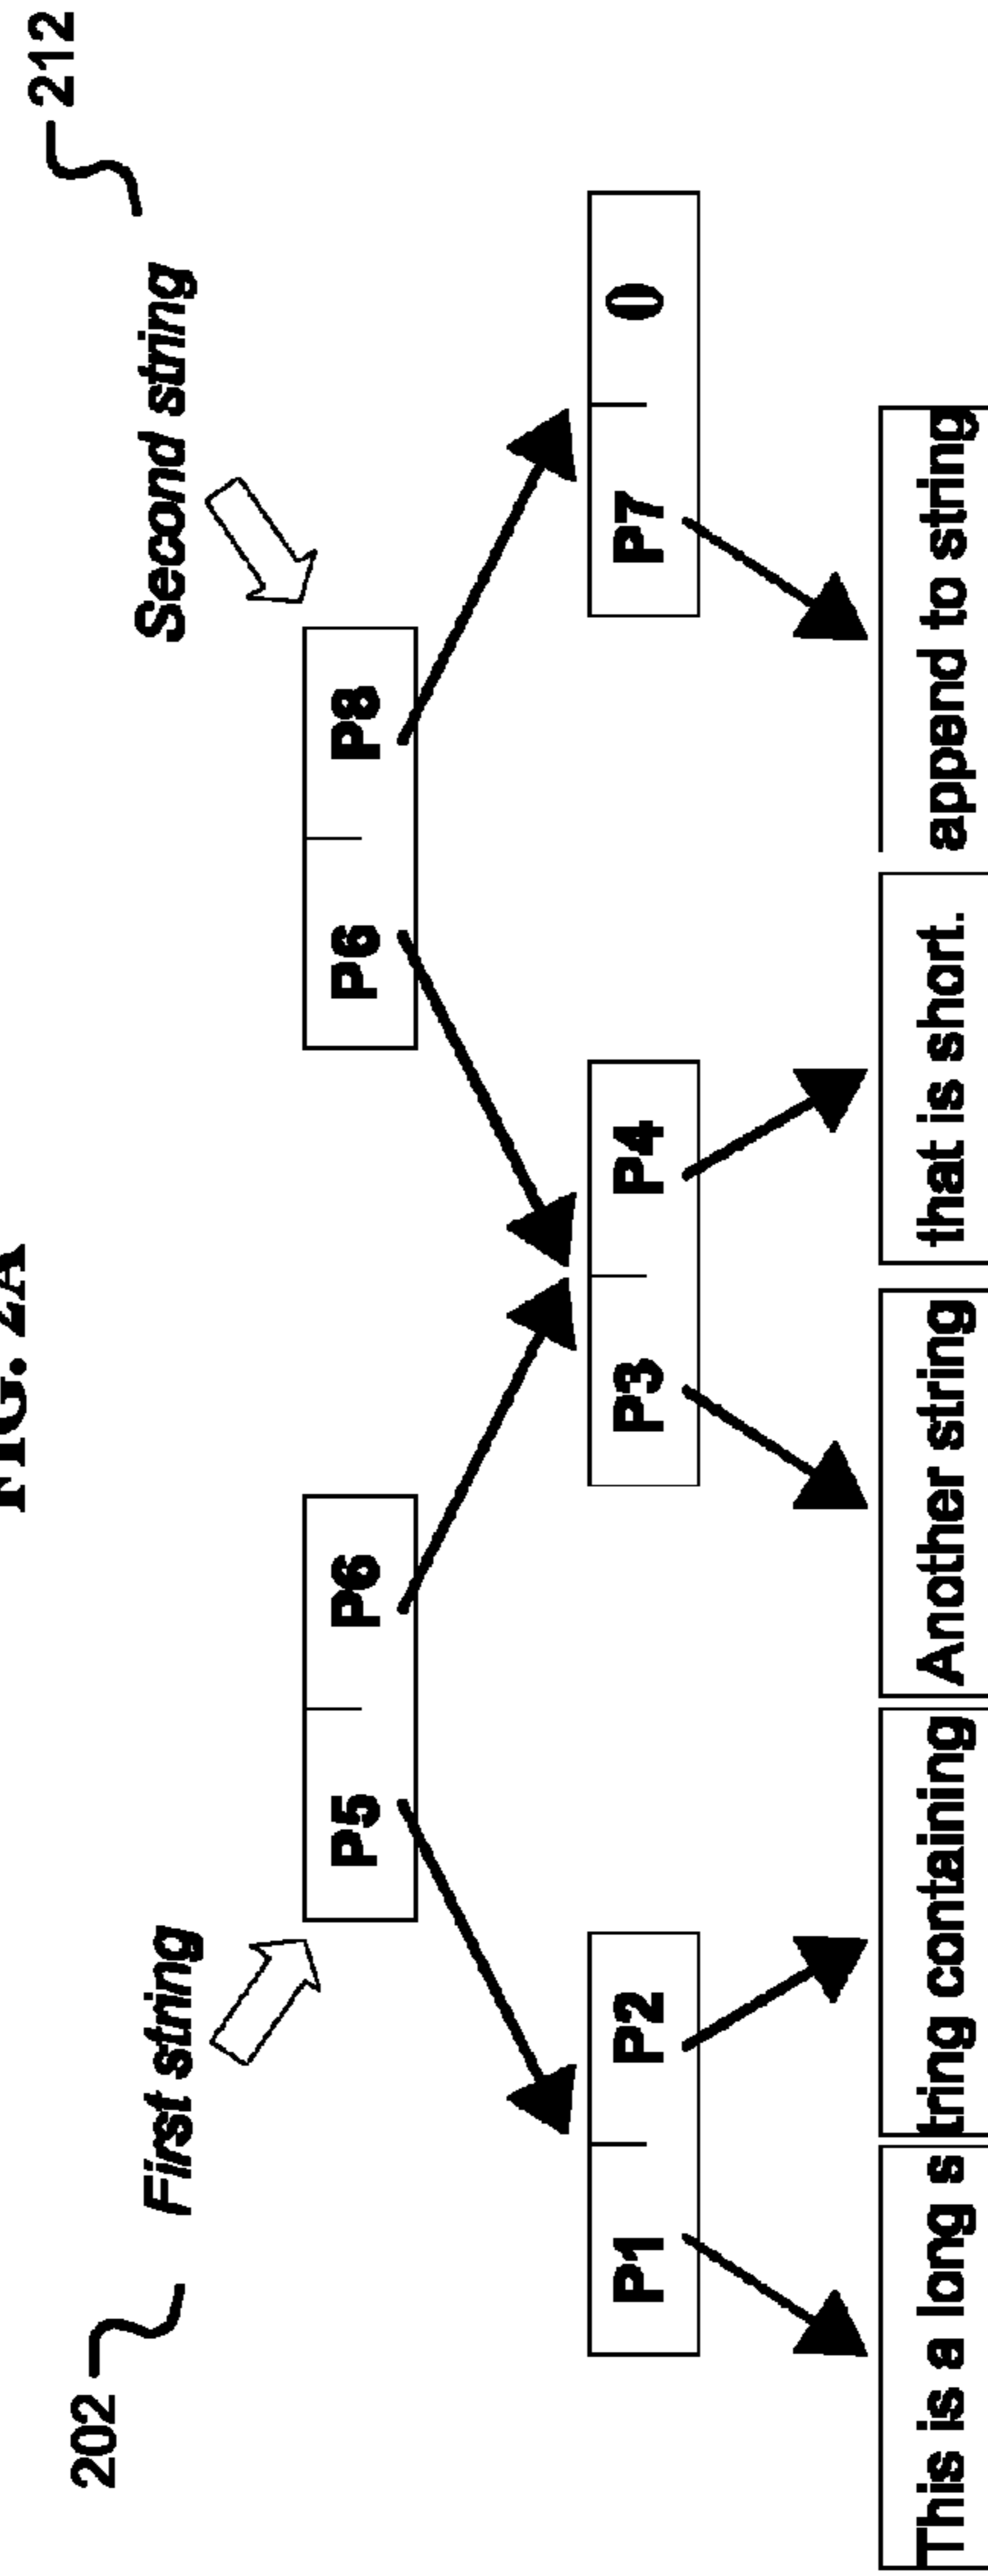 FIG. 2A
202
First string
Second string
212
P5 P6
P6 P8
P1 P2
P3 P4
P7 0
This is a long s
tring containing
Another string
that is short.
append to string